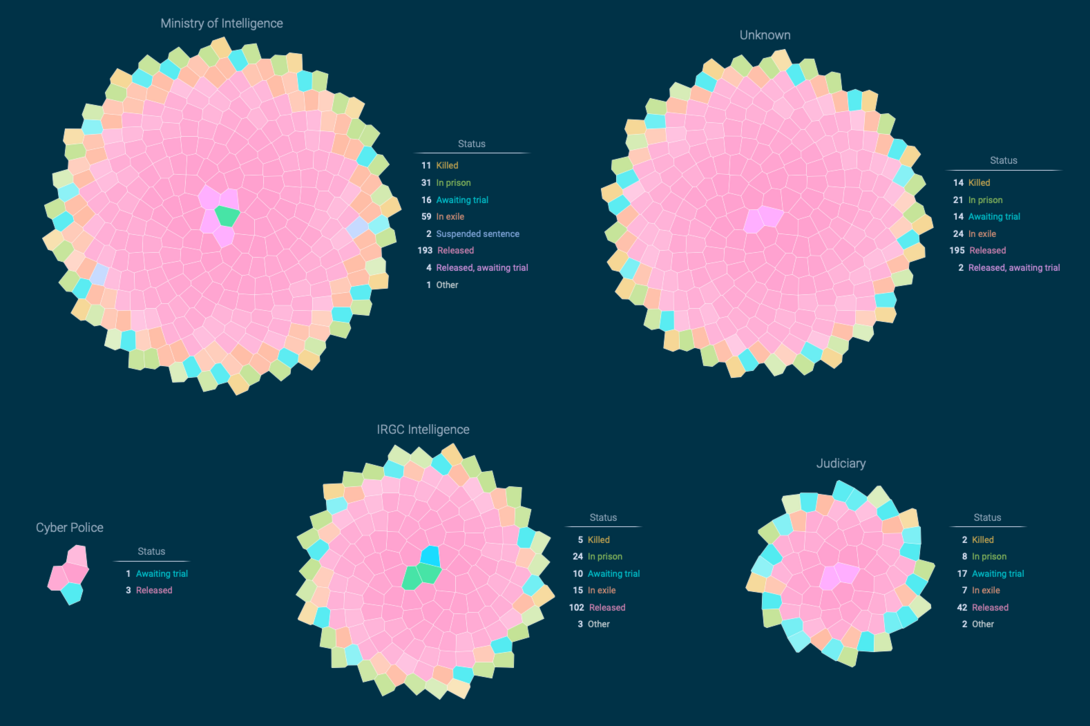 Ministry of Intelligence
Status
11 Killed
31 In prison
16 Awaiting trial
59 In exile
2 Suspended sentence
193 Released
4 Released, awaiting trial
1 Other
Unknown
Status
14 Killed
21 In prison
14 Awaiting trial
24 In exile
195 Released
2 Released, awaiting trial
Cyber Police
Status
1 Awaiting trial
3 Released
IRGC Intelligence
Status
5 Killed
24 In prison
10 Awaiting trial
15 In exile
102 Released
3 Other
Judiciary
Status
2 Killed
8 In prison
17 Awaiting trial
7 In exile
42 Released
2 Other